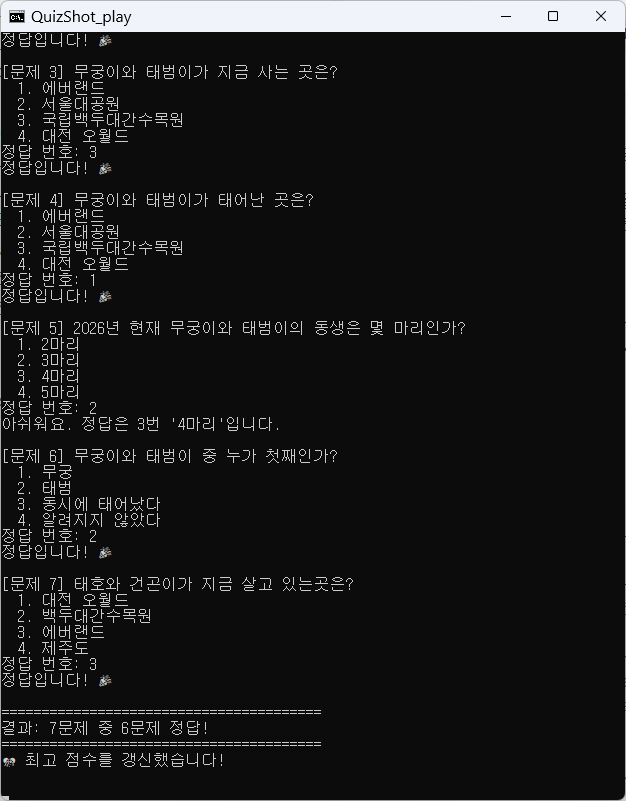 QuizShot_play
정답입니다! 🎉
[문제 3] 무궁이와 태범이가 지금 사는 곳은?
1. 에버랜드
2. 서울대공원
3. 국립백두대간수목원
4. 대전 오월드
정답 번호: 3
정답입니다! 🎉
[문제 4] 무궁이와 태범이가 태어난 곳은?
1. 에버랜드
2. 서울대공원
3. 국립백두대간수목원
4. 대전 오월드
정답 번호: 1
정답입니다! 🎉
[문제 5] 2026년 현재 무궁이와 태범이의 동생은 몇 마리인가?
1. 2마리
2. 3마리
3. 4마리
4. 5마리
정답 번호: 2
아쉬워요. 정답은 3번 '4마리'입니다.
[문제 6] 무궁이와 태범이 중 누가 첫째인가?
1. 무궁
2. 태범
3. 동시에 태어났다
4. 알려지지 않았다
정답 번호: 2
정답입니다! 🎉
[문제 7] 태호와 건곤이가 지금 살고 있는곳은?
1. 대전 오월드
2. 백두대간수목원
3. 에버랜드
4. 제주도
정답 번호: 3
정답입니다! 🎉
========================================
결과: 7문제 중 6문제 정답!
========================================
🎊 최고 점수를 갱신했습니다!